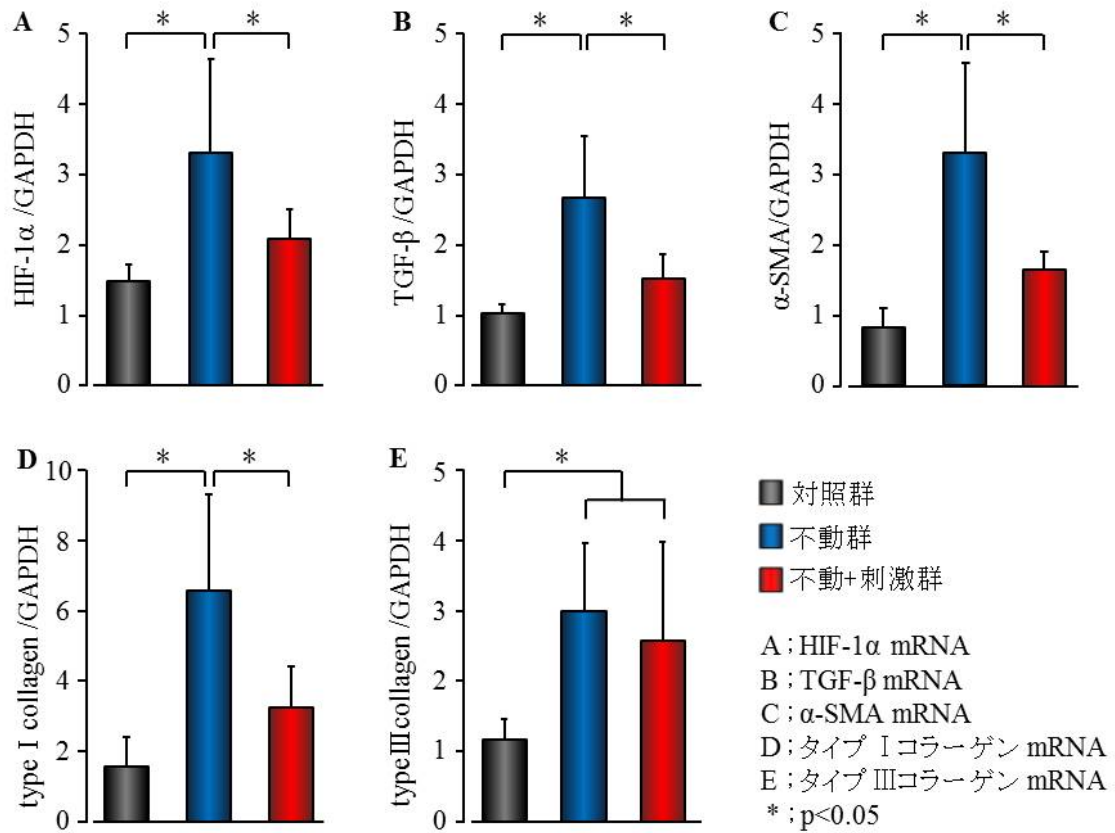 A
*
*
5
4
3
2
1
0
HIF-1α /GAPDH
B
*
*
5
4
3
2
1
0
TGF-β /GAPDH
C
*
*
5
4
3
2
1
0
α-SMA/GAPDH
D
*
*
10
8
6
4
2
0
type I collagen /GAPDH
E
*
5
4
3
2
1
0
typeⅢcollagen /GAPDH
対照群
不動群
不動+刺激群
A ; HIF-1α mRNA
B ; TGF-β mRNA
C ; α-SMA mRNA
D ; タイプ Ⅰコラーゲン mRNA
E ; タイプ Ⅲコラーゲン mRNA
* ; p<0.05